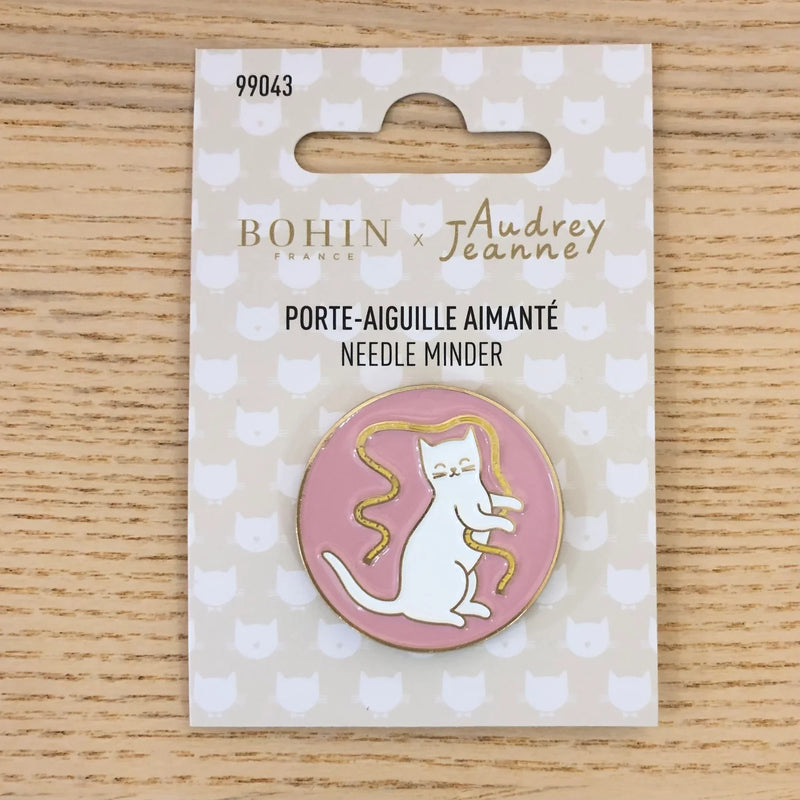 99043
BOHIN x Audrey Jeanne
FRANCE
PORTE-AIGUILLE AIMANTÉ
NEEDLE MINDER